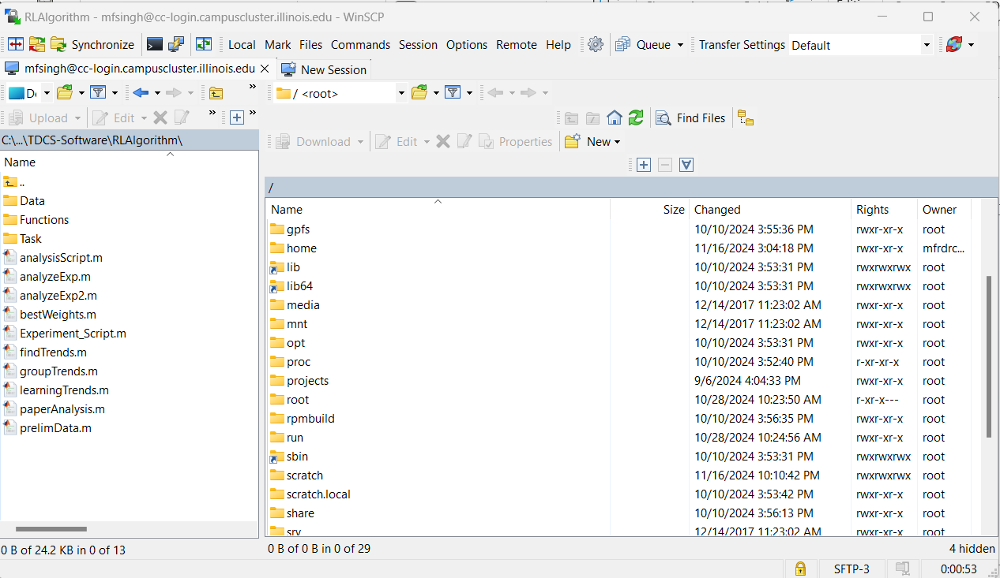 RLAlgorithm - mfsingh@cc-login.campuscluster.illinois.edu - WinSCP
Synchronize Local Mark Files Commands Session Options Remote Help Queue Transfer Settings Default
mfsingh@cc-login.campuscluster.illinois.edu New Session
/ <root>
Upload Edit Find Files
C:\...\TDCS-Software\RLAlgorithm\
Download Edit Properties New
Name
..
Data
Functions
Task
analysisScript.m
analyzeExp.m
analyzeExp2.m
bestWeights.m
Experiment_Script.m
findTrends.m
groupTrends.m
learningTrends.m
paperAnalysis.m
prelimData.m
0 B of 24.2 KB in 0 of 13
/
Name Size Changed Rights Owner
gpfs 10/10/2024 3:55:36 PM rwxr-xr-x root
home 11/16/2024 3:04:18 PM rwxr-xr-x mfrdrc...
lib 10/10/2024 3:53:31 PM rwxrwxrwx root
lib64 10/10/2024 3:53:31 PM rwxrwxrwx root
media 12/14/2017 11:23:02 AM rwxr-xr-x root
mnt 12/14/2017 11:23:02 AM rwxr-xr-x root
opt 10/10/2024 3:53:31 PM rwxr-xr-x root
proc 10/10/2024 3:52:40 PM r-xr-xr-x root
projects 9/6/2024 4:04:33 PM rwxr-xr-x root
root 10/28/2024 10:23:50 AM r-xr-x--- root
rpmbuild 10/10/2024 3:56:35 PM rwxr-xr-x root
run 10/28/2024 10:24:56 AM rwxr-xr-x root
sbin 10/10/2024 3:53:31 PM rwxrwxrwx root
scratch 11/16/2024 10:10:42 PM rwxrwxrwx root
scratch.local 10/10/2024 3:53:42 PM rwxr-xr-x root
share 10/10/2024 3:56:13 PM rwxr-xr-x root
srv 12/14/2017 11:23:02 AM rwxr-xr-x root
0 B of 0 B in 0 of 29 4 hidden
SFTP-3 0:00:53